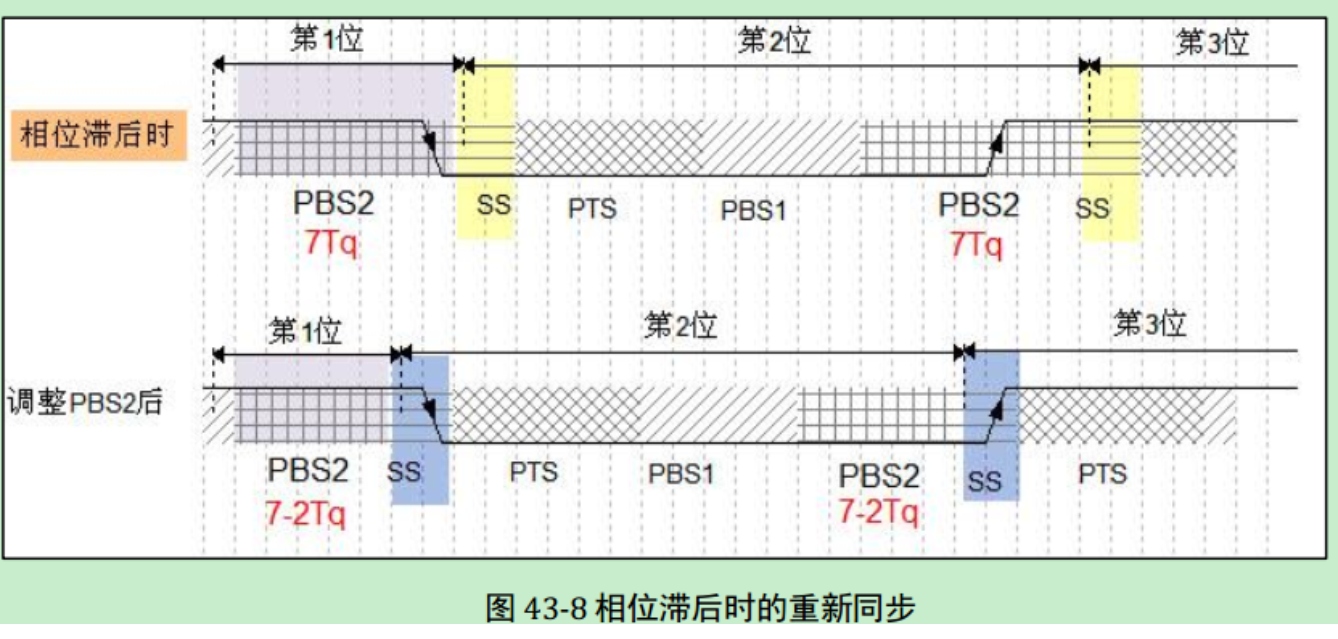 第1位 第2位 第3位
相位滞后时
PBS2 SS PTS PBS1 PBS2 SS
7Tq 7Tq
第1位 第2位 第3位
调整PBS2后
PBS2 SS PTS PBS1 PBS2 SS PTS
7-2Tq 7-2Tq
图 43-8 相位滞后时的重新同步